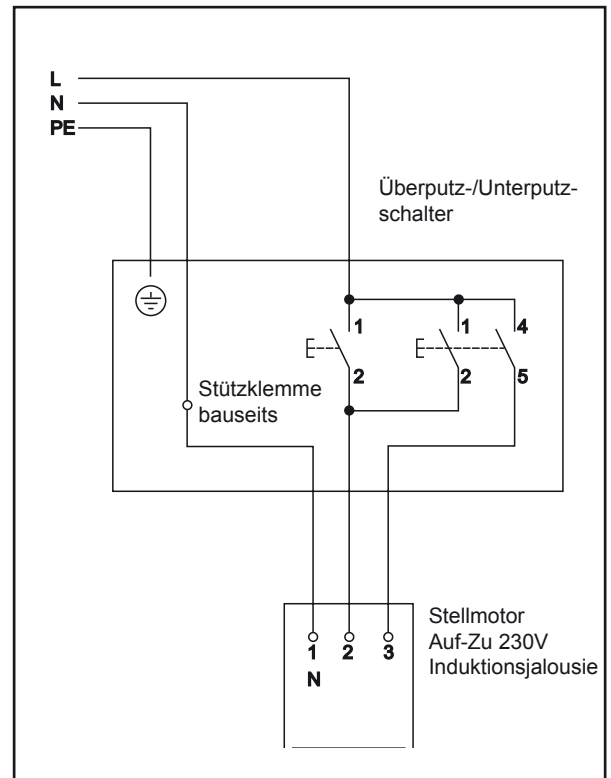 L
N
PE
Überputz-/Unterputz-
schalter
1
1
4
2
2
5
Stützklemme
bauseits
Stellmotor
Auf-Zu 230V
Induktionsjalousie
1
2
3
N